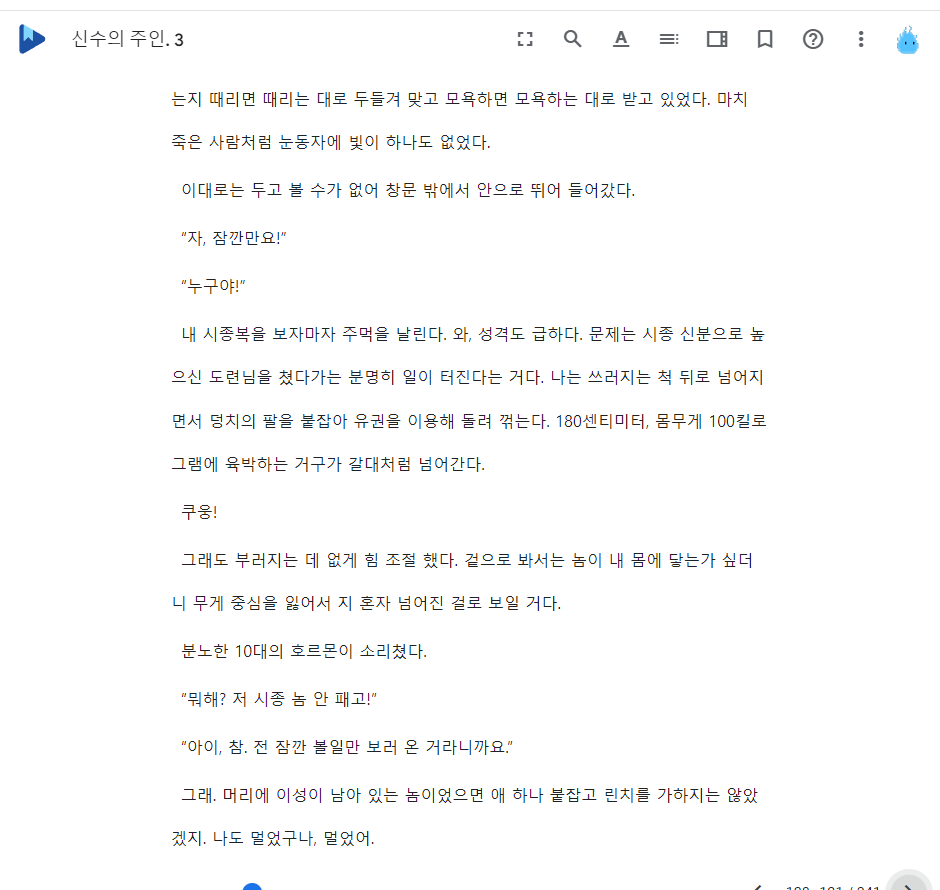 신수의 주인. 3
는지 때리면 때리는 대로 두들겨 맞고 모욕하면 모욕하는 대로 받고 있었다. 마치
죽은 사람처럼 눈동자에 빛이 하나도 없었다.
이대로는 두고 볼 수가 없어 창문 밖에서 안으로 뛰어 들어갔다.
“자, 잠깐만요!”
“누구야!”
내 시종복을 보자마자 주먹을 날린다. 와, 성격도 급하다. 문제는 시종 신분으로 높
으신 도련님을 쳤다가는 분명히 일이 터진다는 거다. 나는 쓰러지는 척 뒤로 넘어지
면서 덩치의 팔을 붙잡아 유권을 이용해 돌려 꺾는다. 180센티미터, 몸무게 100킬로
그램에 육박하는 거구가 갈대처럼 넘어간다.
쿠웅!
그래도 부러지는 데 없게 힘 조절 했다. 겉으로 봐서는 놈이 내 몸에 닿는가 싶더
니 무게 중심을 잃어서 지 혼자 넘어진 걸로 보일 거다.
분노한 10대의 호르몬이 소리쳤다.
“뭐해? 저 시종 놈 안 패고!”
“아이, 참. 전 잠깐 볼일만 보러 온 거라니까요.”
그래. 머리에 이성이 남아 있는 놈이었으면 애 하나 붙잡고 린치를 가하지는 않았
겠지. 나도 멀었구나, 멀었어.